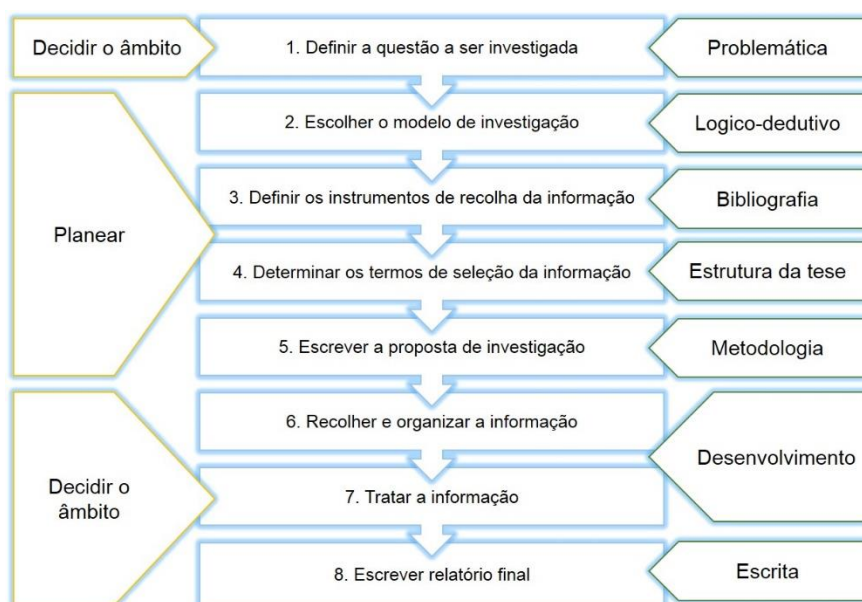 Decidir o âmbito
1. Definir a questão a ser investigada
Problemática
2. Escolher o modelo de investigação
Logico-dedutivo
3. Definir os instrumentos de recolha da informação
Bibliografia
Planear
4. Determinar os termos de seleção da informação
Estrutura da tese
5. Escrever a proposta de investigação
Metodologia
6. Recolher e organizar a informação
Desenvolvimento
Decidir o
âmbito
7. Tratar a informação
8. Escrever relatório final
Escrita